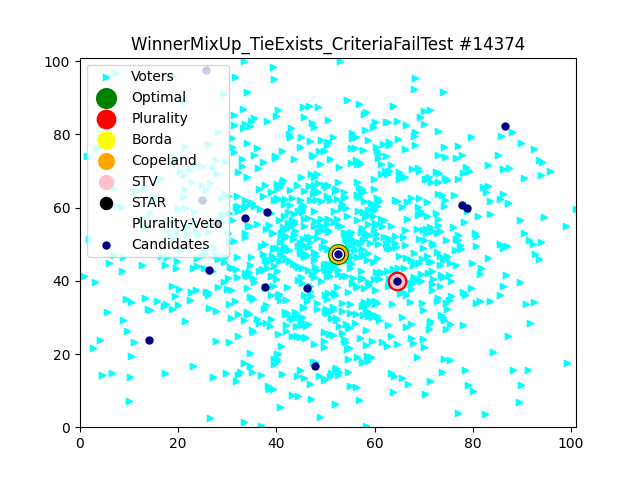 WinnerMixUp_TieExists_CriteriaFailTest #14374
100
80
60
40
20
0
Voters
Optimal
Plurality
Borda
Copeland
STV
STAR
Plurality-Veto
Candidates
0 20 40 60 80 100